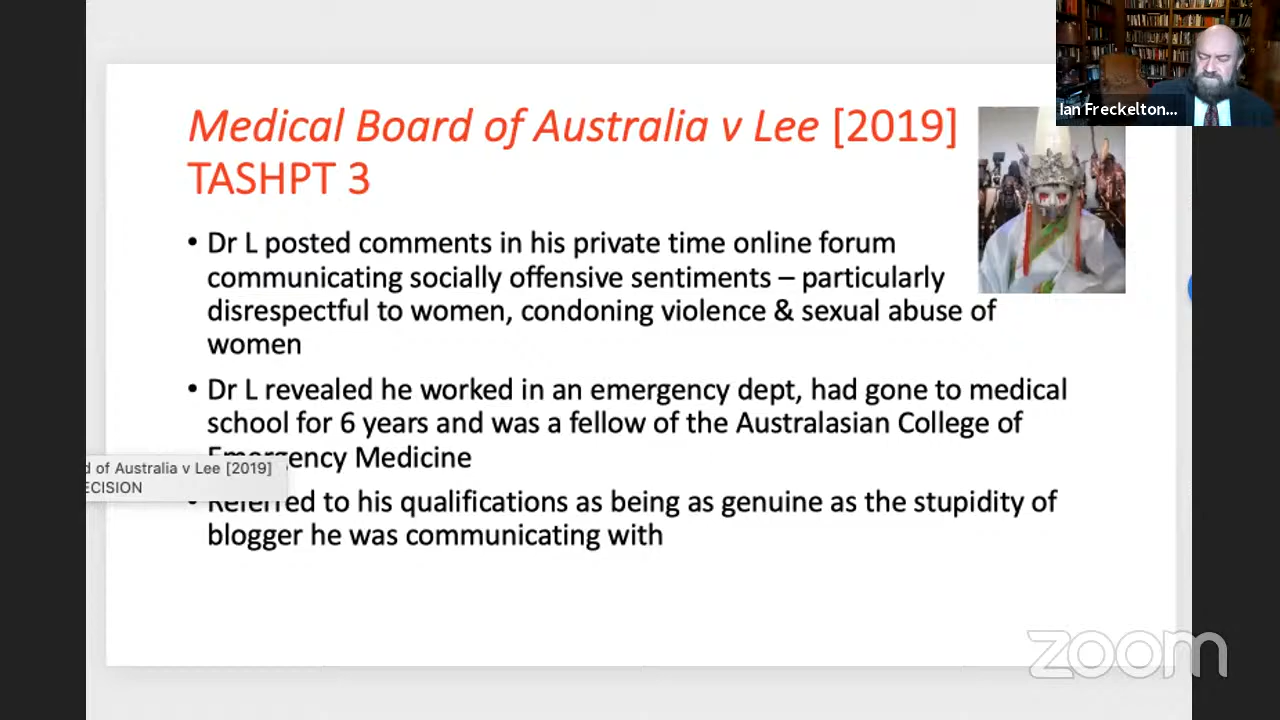 Medical Board of Australia v Lee [2019]
TASHPT 3
Ian Freckelton...
• Dr L posted comments in his private time online forum
communicating socially offensive sentiments – particularly
disrespectful to women, condoning violence & sexual abuse of
women
• Dr L revealed he worked in an emergency dept, had gone to medical
school for 6 years and was a fellow of the Australasian College of
Emergency Medicine
d of Australia v Lee [2019]
ECISION
• Referred to his qualifications as being as genuine as the stupidity of
blogger he was communicating with
zoom